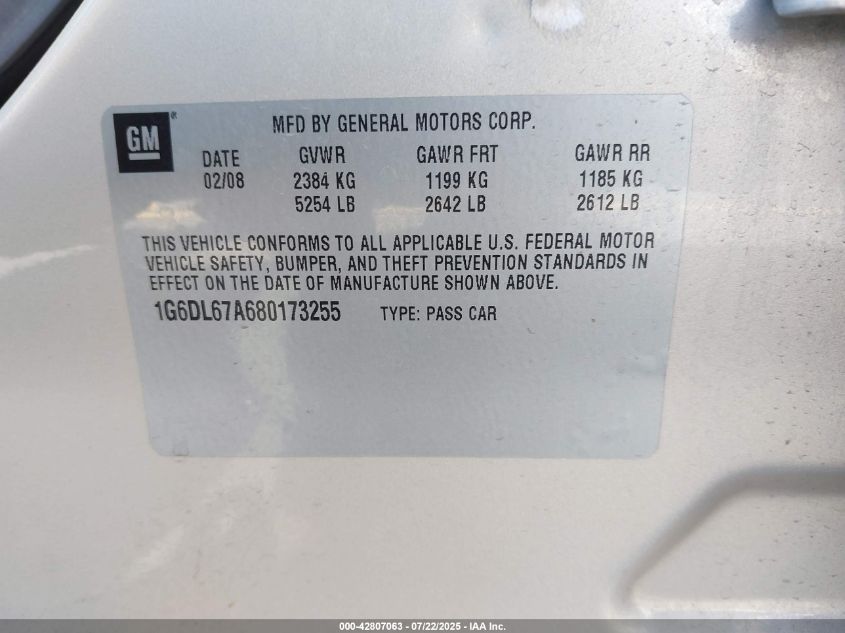 GM®
MFD BY GENERAL MOTORS CORP.
DATE GVWR GAWR FRT GAWR RR
02/08 2384 KG 1199 KG 1185 KG
5254 LB 2642 LB 2612 LB
THIS VEHICLE CONFORMS TO ALL APPLICABLE U.S. FEDERAL MOTOR
VEHICLE SAFETY, BUMPER, AND THEFT PREVENTION STANDARDS IN
EFFECT ON THE DATE OF MANUFACTURE SHOWN ABOVE.
1G6DL67A680173255 TYPE: PASS CAR
000-42807063 - 07/22/2025 - IAA Inc.